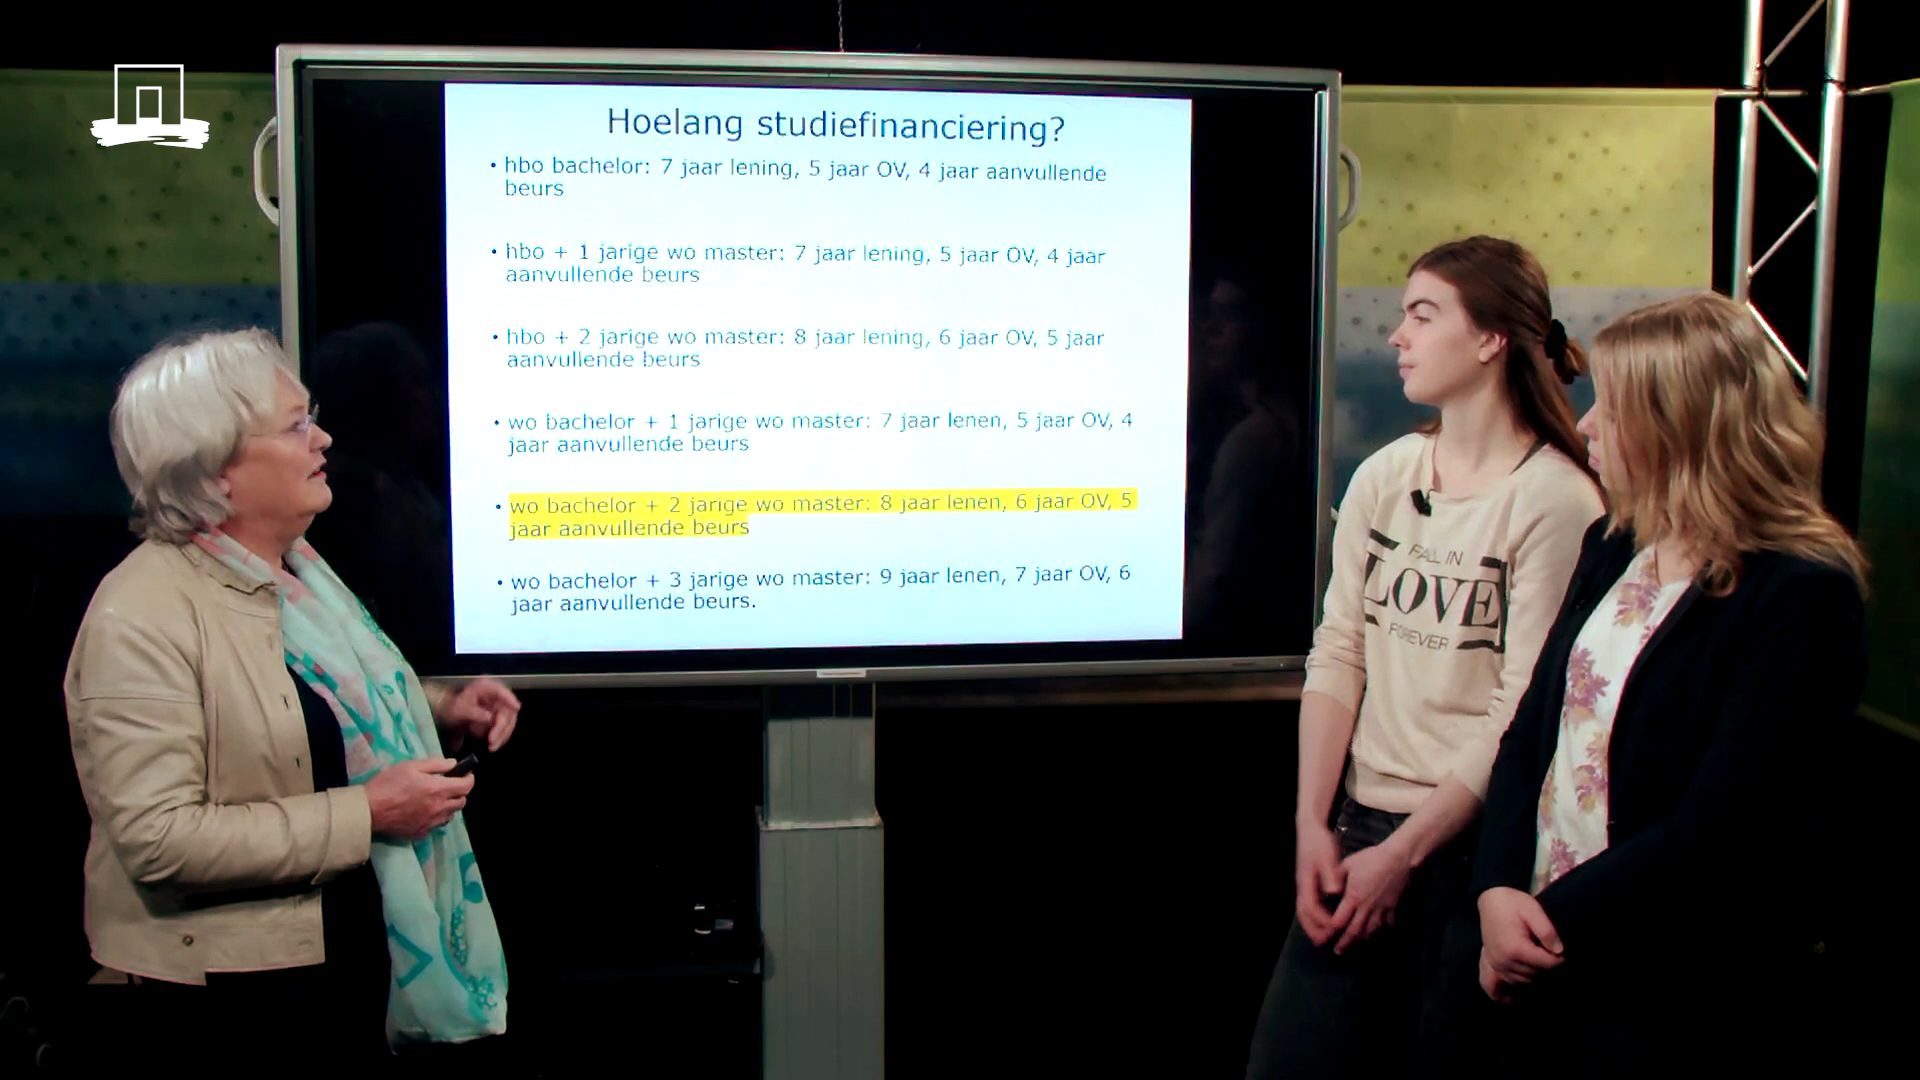 Hoelang studiefinanciering?
• hbo bachelor: 7 jaar lening, 5 jaar OV, 4 jaar aanvullende
beurs
• hbo + 1 jarige wo master: 7 jaar lening, 5 jaar OV, 4 jaar
aanvullende beurs
• hbo + 2 jarige wo master: 8 jaar lening, 6 jaar OV, 5 jaar
aanvullende beurs
• wo bachelor + 1 jarige wo master: 7 jaar lenen, 5 jaar OV, 4
jaar aanvullende beurs
• wo bachelor + 2 jarige wo master: 8 jaar lenen, 6 jaar OV, 5
jaar aanvullende beurs
• wo bachelor + 3 jarige wo master: 9 jaar lenen, 7 jaar OV, 6
jaar aanvullende beurs.
FALL IN
LOVE
FOREVER